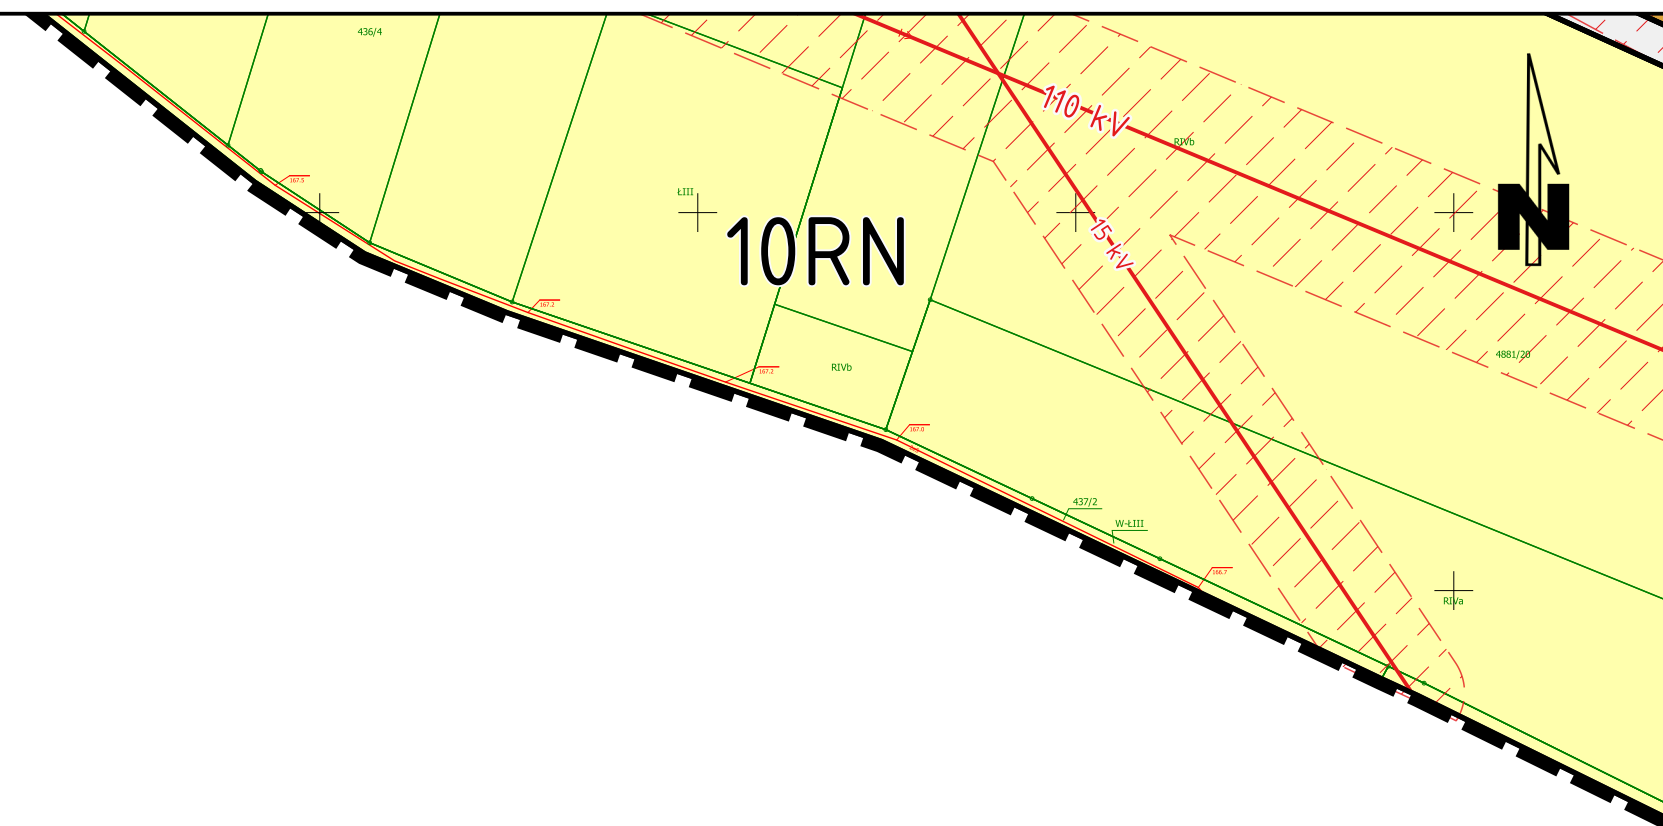 436/4
110 kV
RIVb
167.5
ŁIII
N
10RN
15 kV
167.2
4881/20
RIVb
167.2
167.0
437/2
W-ŁIII
166.7
RIVa